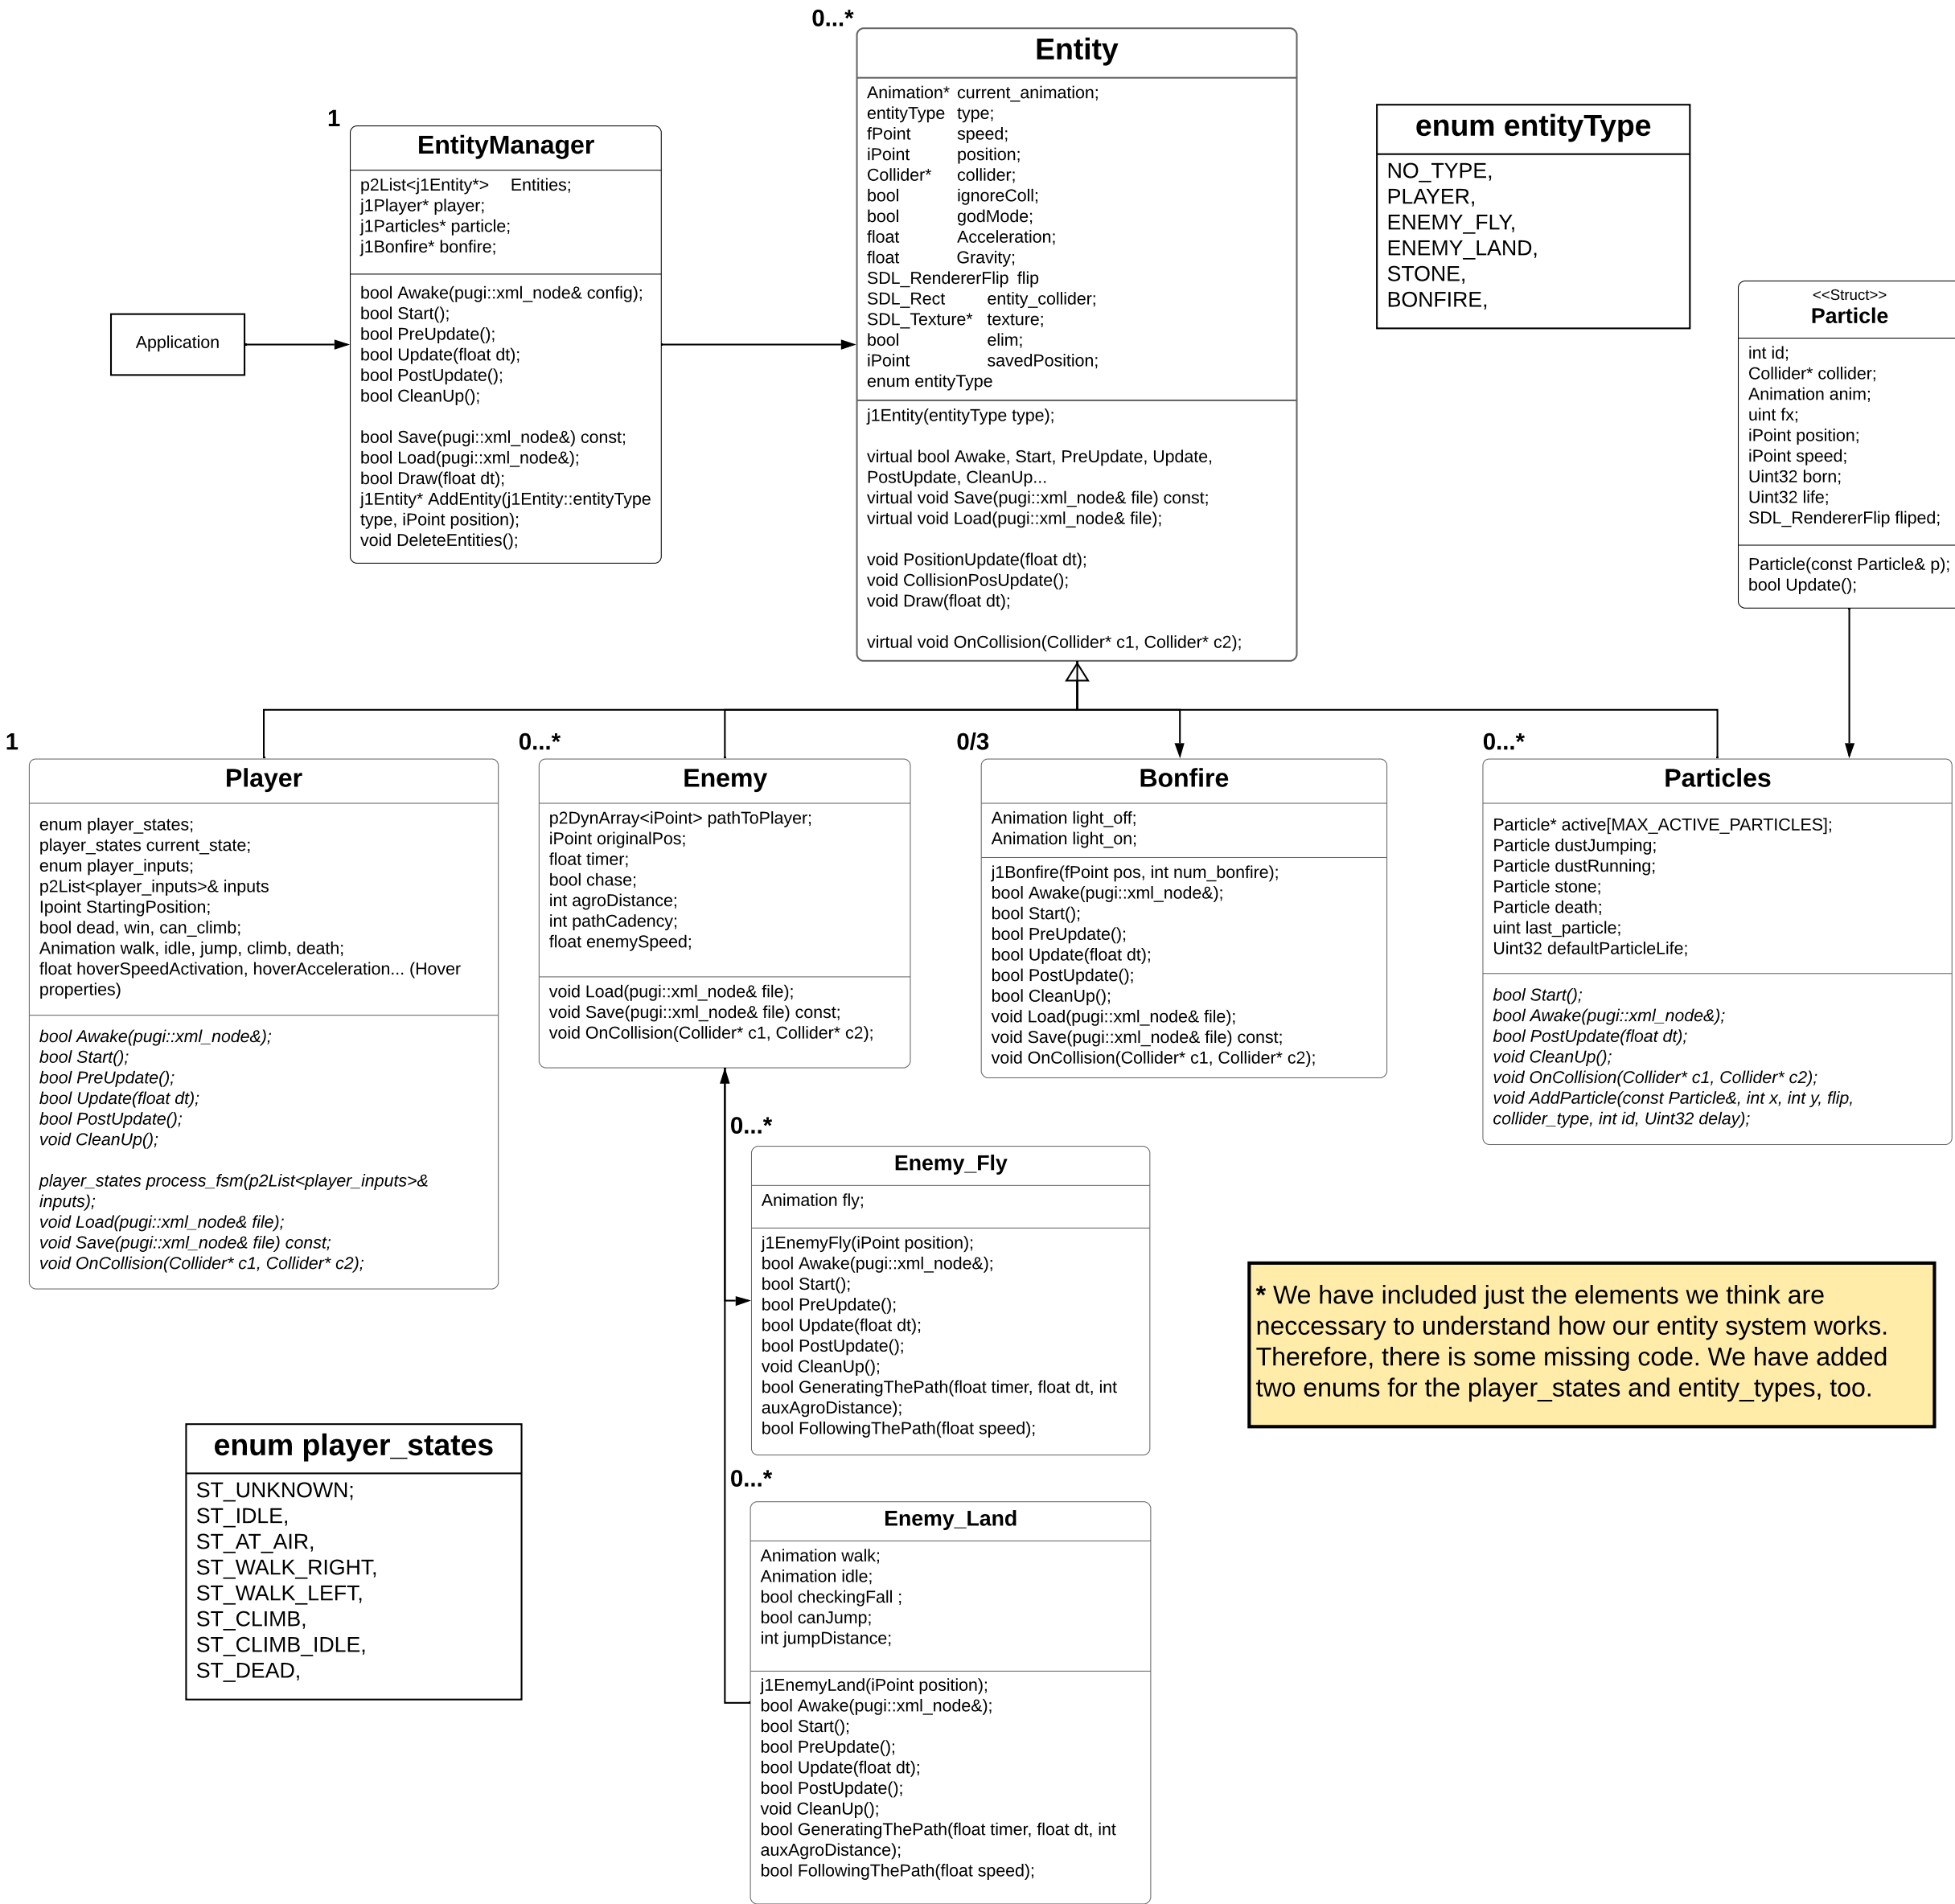 0...*
Entity
Animation* current_animation;
entityType type;
fPoint speed;
iPoint position;
Collider* collider;
bool ignoreColl;
bool godMode;
float Acceleration;
float Gravity;
SDL_RendererFlip flip
SDL_Rect entity_collider;
SDL_Texture* texture;
bool elim;
iPoint savedPosition;
enum entityType
j1Entity(entityType type);
virtual bool Awake, Start, PreUpdate, Update,
PostUpdate, CleanUp...
virtual void Save(pugi::xml_node& file) const;
virtual void Load(pugi::xml_node& file);
void PositionUpdate(float dt);
void CollisionPosUpdate();
void Draw(float dt);
virtual void OnCollision(Collider* c1, Collider* c2);
1
EntityManager
p2List<j1Entity*> Entities;
j1Player* player;
j1Particles* particle;
j1Bonfire* bonfire;
bool Awake(pugi::xml_node& config);
bool Start();
bool PreUpdate();
bool Update(float dt);
bool PostUpdate();
bool CleanUp();
bool Save(pugi::xml_node&) const;
bool Load(pugi::xml_node&);
bool Draw(float dt);
j1Entity* AddEntity(j1Entity::entityType
type, iPoint position);
void DeleteEntities();
Application
enum entityType
NO_TYPE,
PLAYER,
ENEMY_FLY,
ENEMY_LAND,
STONE,
BONFIRE,
<<Struct>>
Particle
int id;
Collider* collider;
Animation anim;
uint fx;
iPoint position;
iPoint speed;
Uint32 born;
Uint32 life;
SDL_RendererFlip fliped;
Particle(const Particle& p);
bool Update();
1
Player
enum player_states;
player_states current_state;
enum player_inputs;
p2List<player_inputs>& inputs
Ipoint StartingPosition;
bool dead, win, can_climb;
Animation walk, idle, jump, climb, death;
float hoverSpeedActivation, hoverAcceleration... (Hover
properties)
bool Awake(pugi::xml_node&);
bool Start();
bool PreUpdate();
bool Update(float dt);
bool PostUpdate();
void CleanUp();
player_states process_fsm(p2List<player_inputs>&
inputs);
void Load(pugi::xml_node& file);
void Save(pugi::xml_node& file) const;
void OnCollision(Collider* c1, Collider* c2);
0...*
Enemy
p2DynArray<iPoint> pathToPlayer;
iPoint originalPos;
float timer;
bool chase;
int agroDistance;
int pathCadency;
float enemySpeed;
void Load(pugi::xml_node& file);
void Save(pugi::xml_node& file) const;
void OnCollision(Collider* c1, Collider* c2);
0/3
Bonfire
Animation light_off;
Animation light_on;
j1Bonfire(fPoint pos, int num_bonfire);
bool Awake(pugi::xml_node&);
bool Start();
bool PreUpdate();
bool Update(float dt);
bool PostUpdate();
bool CleanUp();
void Load(pugi::xml_node& file);
void Save(pugi::xml_node& file) const;
void OnCollision(Collider* c1, Collider* c2);
0...*
Particles
Particle* active[MAX_ACTIVE_PARTICLES];
Particle dustJumping;
Particle dustRunning;
Particle stone;
Particle death;
uint last_particle;
Uint32 defaultParticleLife;
bool Start();
bool Awake(pugi::xml_node&);
bool PostUpdate(float dt);
void CleanUp();
void OnCollision(Collider* c1, Collider* c2);
void AddParticle(const Particle&, int x, int y, flip,
collider_type, int id, Uint32 delay);
0...*
Enemy_Fly
Animation fly;
j1EnemyFly(iPoint position);
bool Awake(pugi::xml_node&);
bool Start();
bool PreUpdate();
bool Update(float dt);
bool PostUpdate();
void CleanUp();
bool GeneratingThePath(float timer, float dt, int
auxAgroDistance);
bool FollowingThePath(float speed);
* We have included just the elements we think are
neccessary to understand how our entity system works.
Therefore, there is some missing code. We have added
two enums for the player_states and entity_types, too.
enum player_states
ST_UNKNOWN;
ST_IDLE,
ST_AT_AIR,
ST_WALK_RIGHT,
ST_WALK_LEFT,
ST_CLIMB,
ST_CLIMB_IDLE,
ST_DEAD,
0...*
Enemy_Land
Animation walk;
Animation idle;
bool checkingFall ;
bool canJump;
int jumpDistance;
j1EnemyLand(iPoint position);
bool Awake(pugi::xml_node&);
bool Start();
bool PreUpdate();
bool Update(float dt);
bool PostUpdate();
void CleanUp();
bool GeneratingThePath(float timer, float dt, int
auxAgroDistance);
bool FollowingThePath(float speed);